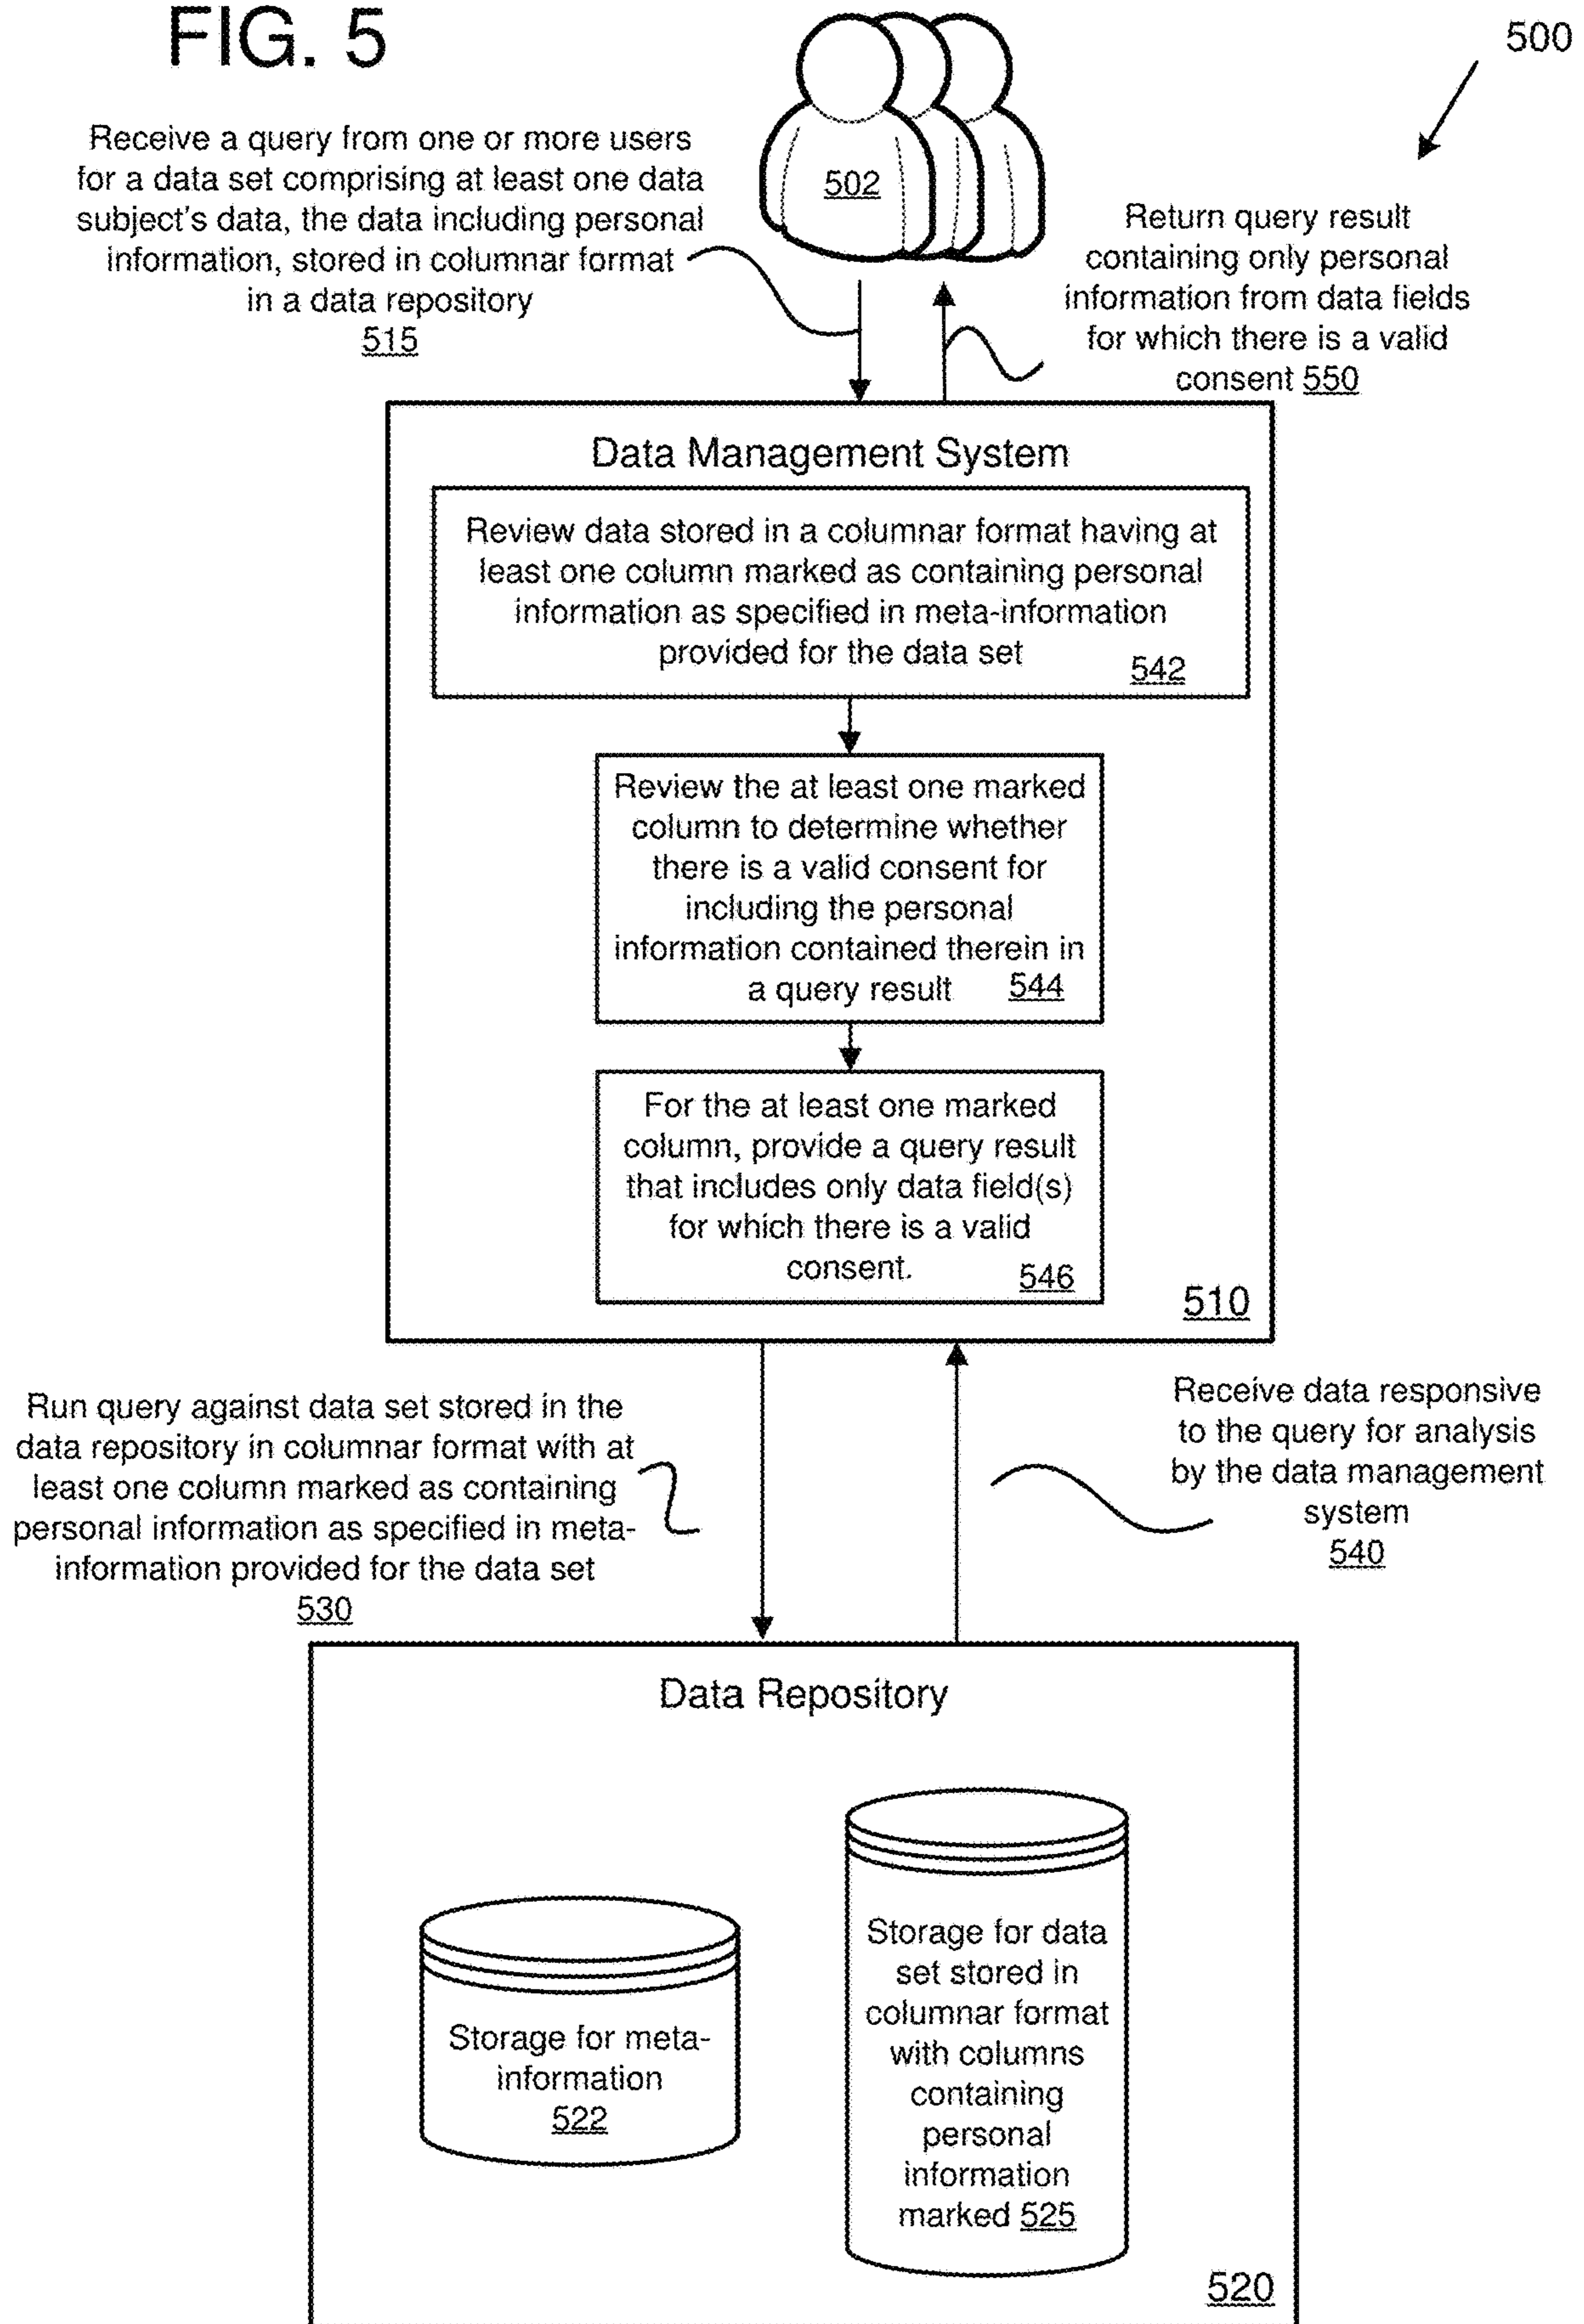 FIG. 5
500
Receive a query from one or more users
for a data set comprising at least one data
subject's data, the data including personal
information, stored in columnar format
in a data repository
515
502
Return query result
containing only personal
information from data fields
for which there is a valid
consent 550
Data Management System
Review data stored in a columnar format having at
least one column marked as containing personal
information as specified in meta-information
provided for the data set
542
Review the at least one marked
column to determine whether
there is a valid consent for
including the personal
information contained therein in
a query result 544
For the at least one marked
column, provide a query result
that includes only data field(s)
for which there is a valid
consent.
546
510
Run query against data set stored in the
data repository in columnar format with at
least one column marked as containing
personal information as specified in meta-
information provided for the data set
530
Receive data responsive
to the query for analysis
by the data management
system
540
Data Repository
Storage for meta-
information
522
Storage for data
set stored in
columnar format
with columns
containing
personal
information
marked 525
520